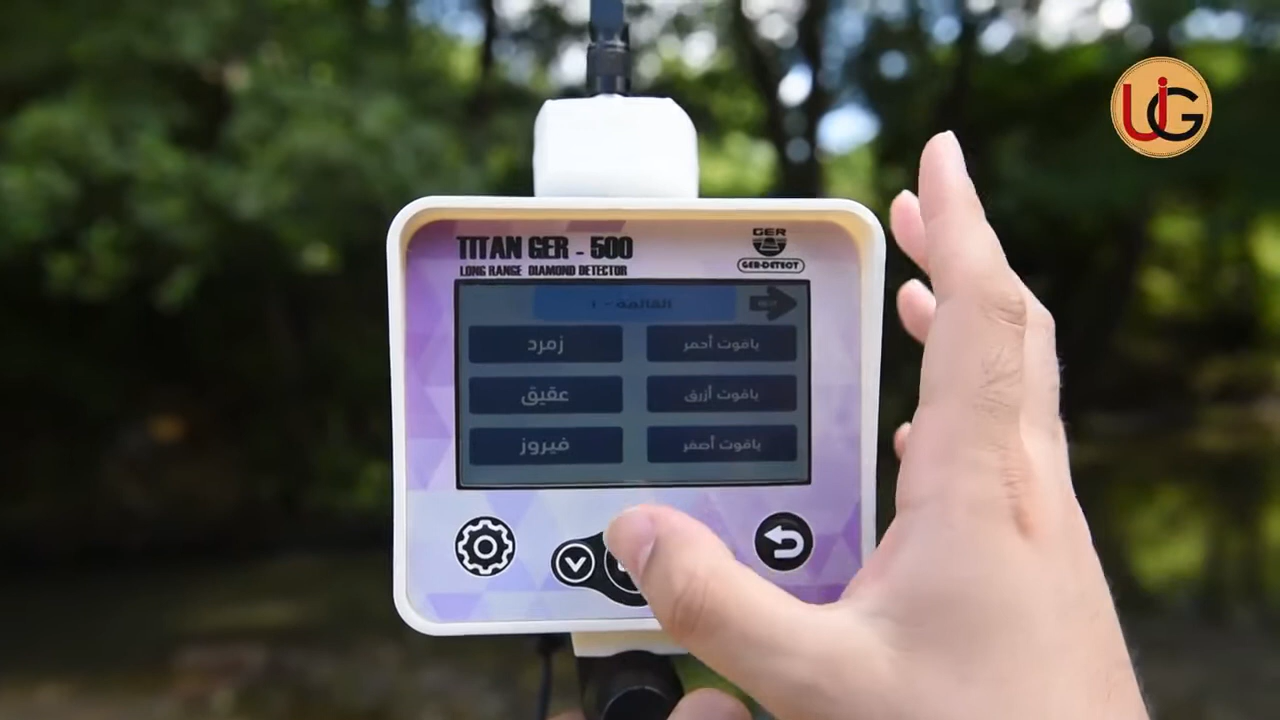 UiG
TITAN GER - 500
LONG RANGE DIAMOND DETECTOR
GER
GER-DETECT
القائمة - ١
ياقوت أحمر
زمرد
ياقوت أزرق
عقيق
ياقوت أصفر
فيروز